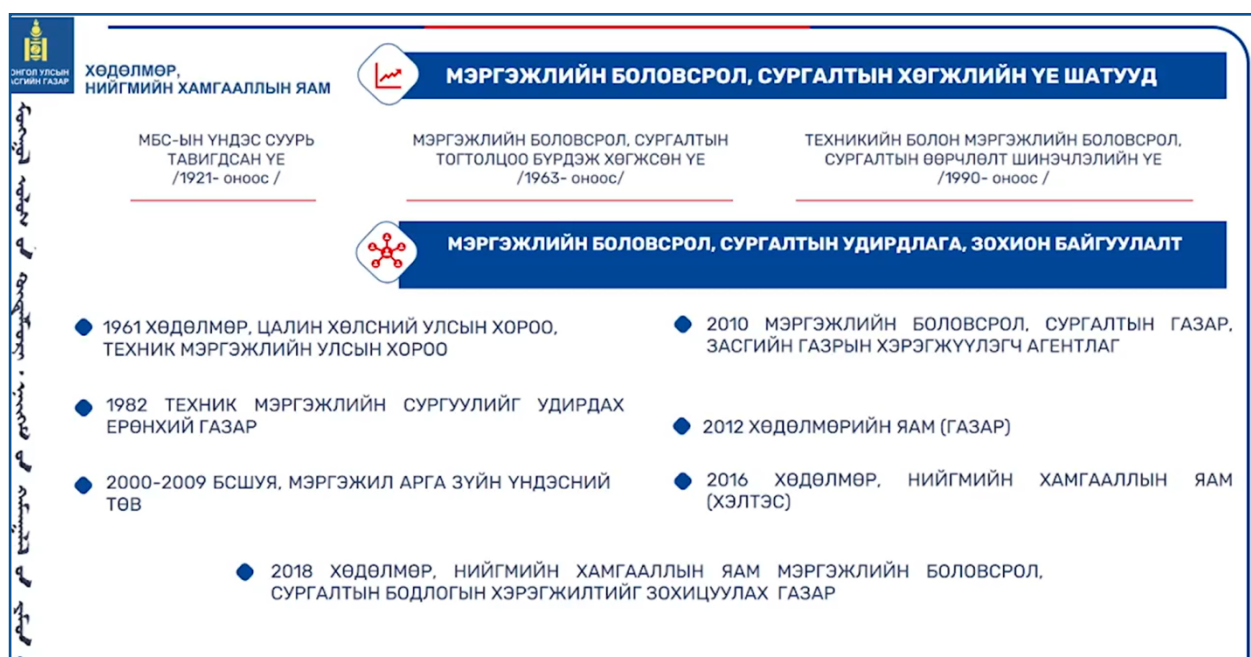 ОНГОЛ УЛСЫН
АСГИЙН ГАЗАР
ХӨДӨЛМӨР,
НИЙГМИЙН ХАМГААЛЛЫН ЯАМ
МЭРГЭЖЛИЙН БОЛОВСРОЛ, СУРГАЛТЫН ХӨГЖЛИЙН ҮЕ ШАТУУД
МБС-ЫН ҮНДЭС СУУРЬ
ТАВИГДСАН ҮЕ
/1921- оноос /
МЭРГЭЖЛИЙН БОЛОВСРОЛ, СУРГАЛТЫН
ТОГТОЛЦОО БҮРДЭЖ ХӨГЖСӨН ҮЕ
/1963- оноос/
ТЕХНИКИЙН БОЛОН МЭРГЭЖЛИЙН БОЛОВСРОЛ,
СУРГАЛТЫН ӨӨРЧЛӨЛТ ШИНЭЧЛЭЛИЙН ҮЕ
/1990- оноос /
МЭРГЭЖЛИЙН БОЛОВСРОЛ, СУРГАЛТЫН УДИРДЛАГА, ЗОХИОН БАЙГУУЛАЛТ
1961 ХӨДӨЛМӨР, ЦАЛИН ХӨЛСНИЙ УЛСЫН ХОРОО,
ТЕХНИК МЭРГЭЖЛИЙН УЛСЫН ХОРОО
1982 ТЕХНИК МЭРГЭЖЛИЙН СУРГУУЛИЙГ УДИРДАХ
ЕРӨНХИЙ ГАЗАР
2000-2009 БСШУЯ, МЭРГЭЖИЛ АРГА ЗҮЙН ҮНДЭСНИЙ
ТӨВ
2010 МЭРГЭЖЛИЙН БОЛОВСРОЛ, СУРГАЛТЫН ГАЗАР,
ЗАСГИЙН ГАЗРЫН ХЭРЭГЖҮҮЛЭГЧ АГЕНТЛАГ
2012 ХӨДӨЛМӨРИЙН ЯАМ (ГАЗАР)
2016 ХӨДӨЛМӨР, НИЙГМИЙН ХАМГААЛЛЫН ЯАМ
(ХЭЛТЭС)
2018 ХӨДӨЛМӨР, НИЙГМИЙН ХАМГААЛЛЫН ЯАМ МЭРГЭЖЛИЙН БОЛОВСРОЛ,
СУРГАЛТЫН БОДЛОГЫН ХЭРЭГЖИЛТИЙГ ЗОХИЦУУЛАХ ГАЗАР